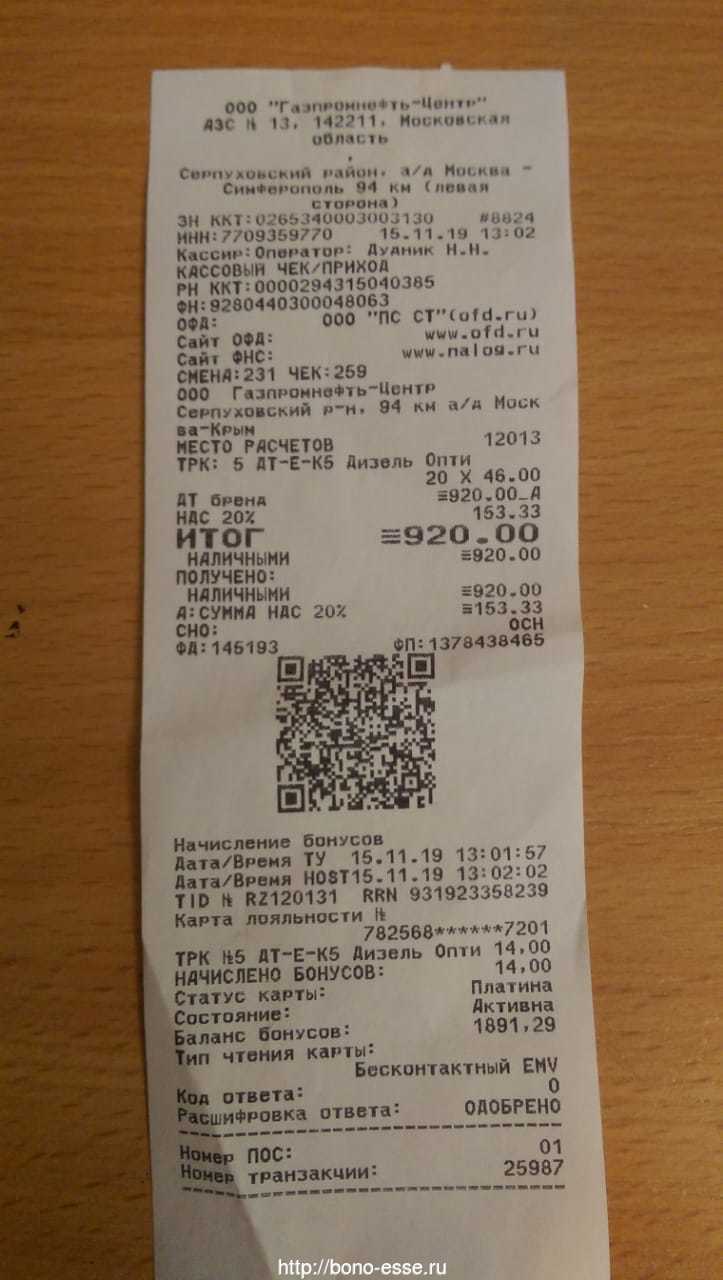 ООО "Газпромнефть-Центр"
АЗС № 13, 142211, Московская
область
,
Серпуховский район, а/д Москва -
Симферополь 94 км (левая
сторона)
ЗН ККТ:0265340003003130 #8824
ИНН:7709359770 15.11.19 13:02
Кассир:Оператор: Дудник Н.Н.
КАССОВЫЙ ЧЕК/ПРИХОД
РН ККТ:0000294315040385
ФН:9280440300048063
ОФД: ООО "ПС СТ"(ofd.ru)
Сайт ОФД: www.ofd.ru
Сайт ФНС: www.nalog.ru
СМЕНА:231 ЧЕК:259
ООО Газпромнефть-Центр
Серпуховский р-н, 94 км а/д Моск
ва-Крым
МЕСТО РАСЧЕТОВ 12013
ТРК: 5 ДТ-Е-К5 Дизель Опти
20 X 46.00
ДТ бренд ≡920.00_А
НДС 20% 153.33
ИТОГ ≡920.00
НАЛИЧНЫМИ ≡920.00
ПОЛУЧЕНО:
НАЛИЧНЫМИ ≡920.00
А:СУММА НДС 20% ≡153.33
СНО: ОСН
ФД:145193 ФП:1378438465
Начисление бонусов
Дата/Время ТУ 15.11.19 13:01:57
Дата/Время HOST15.11.19 13:02:02
TID № RZ120131 RRN 931923358239
Карта лояльности №
782568******7201
ТРК №5 ДТ-Е-К5 Дизель Опти 14,00
НАЧИСЛЕНО БОНУСОВ: 14,00
Статус карты: Платина
Состояние: Активна
Баланс бонусов: 1891,29
Тип чтения карты:
Бесконтактный EMV
Код ответа: 0
Расшифровка ответа: ОДОБРЕНО
Номер ПОС: 01
Номер транзакчии: 25987
http://bono-esse.ru